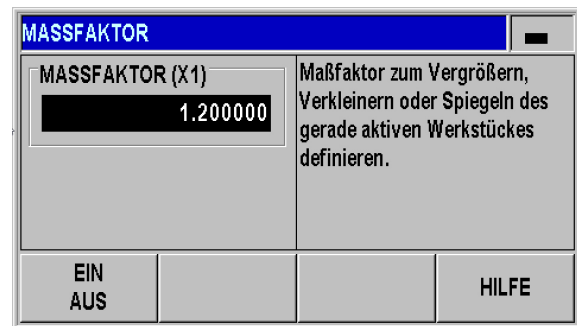 MASSFAKTOR
MASSFAKTOR (X1)
1.200000
Maßfaktor zum Vergrößern,
Verkleinern oder Spiegeln des
gerade aktiven Werkstückes
definieren.
EIN
AUS
HILFE